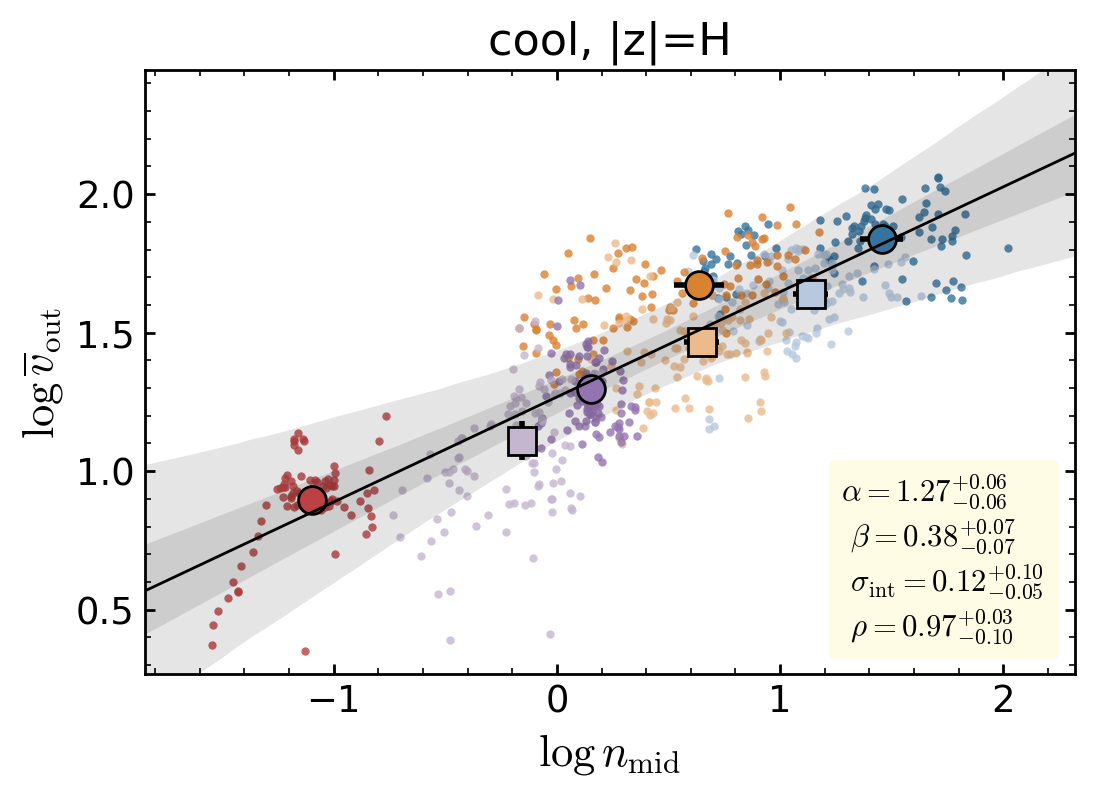 cool, |z|=H
2.0
1.5
1.0
0.5
log v̅_out
α = 1.27^{+0.06}_{-0.06}
β = 0.38^{+0.07}_{-0.07}
σ_int = 0.12^{+0.10}_{-0.05}
ρ = 0.97^{+0.03}_{-0.10}
−1 0 1 2
log n_mid